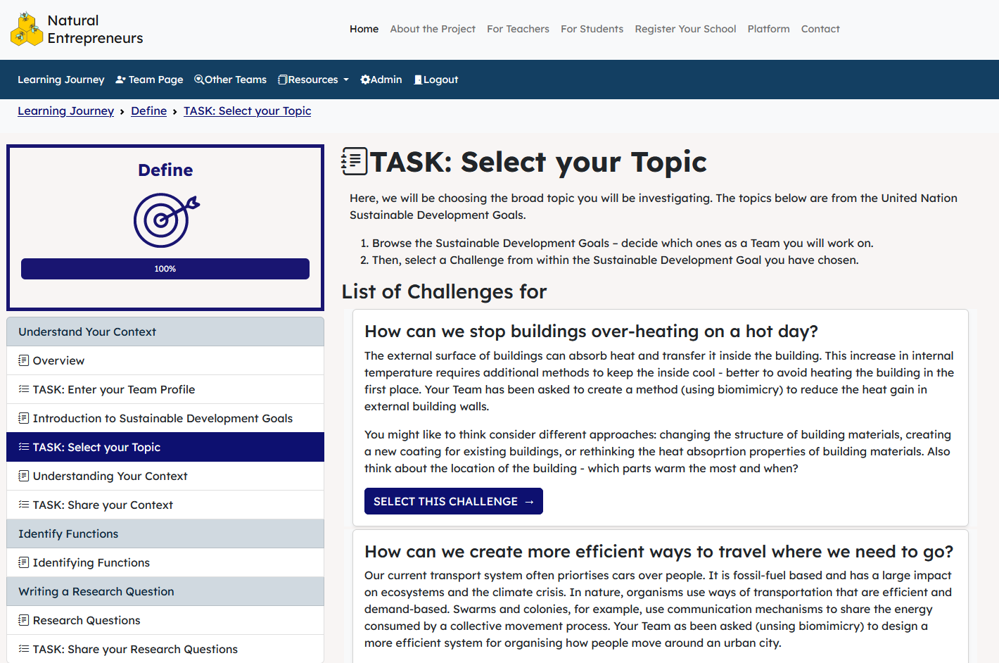 Natural
Entrepreneurs
Home About the Project For Teachers For Students Register Your School Platform Contact
Learning Journey Team Page Other Teams Resources Admin Logout
Learning Journey › Define › TASK: Select your Topic
Define
100%
Understand Your Context
Overview
TASK: Enter your Team Profile
Introduction to Sustainable Development Goals
TASK: Select your Topic
Understanding Your Context
TASK: Share your Context
Identify Functions
Identifying Functions
Writing a Research Question
Research Questions
TASK: Share your Research Questions
TASK: Select your Topic
Here, we will be choosing the broad topic you will be investigating. The topics below are from the United Nation
Sustainable Development Goals.
1. Browse the Sustainable Development Goals – decide which ones as a Team you will work on.
2. Then, select a Challenge from within the Sustainable Development Goal you have chosen.
List of Challenges for
How can we stop buildings over-heating on a hot day?
The external surface of buildings can absorb heat and transfer it inside the building. This increase in internal
temperature requires additional methods to keep the inside cool - better to avoid heating the building in the
first place. Your Team has been asked to create a method (using biomimicry) to reduce the heat gain in
external building walls.
You might like to think consider different approaches: changing the structure of building materials, creating
a new coating for existing buildings, or rethinking the heat absoprtion properties of building materials. Also
think about the location of the building - which parts warm the most and when?
SELECT THIS CHALLENGE →
How can we create more efficient ways to travel where we need to go?
Our current transport system often priortises cars over people. It is fossil-fuel based and has a large impact
on ecosystems and the climate crisis. In nature, organisms use ways of transportation that are efficient and
demand-based. Swarms and colonies, for example, use communication mechanisms to share the energy
consumed by a collective movement process. Your Team as been asked (unsing biomimicry) to design a
more efficient system for organising how people move around an urban city.